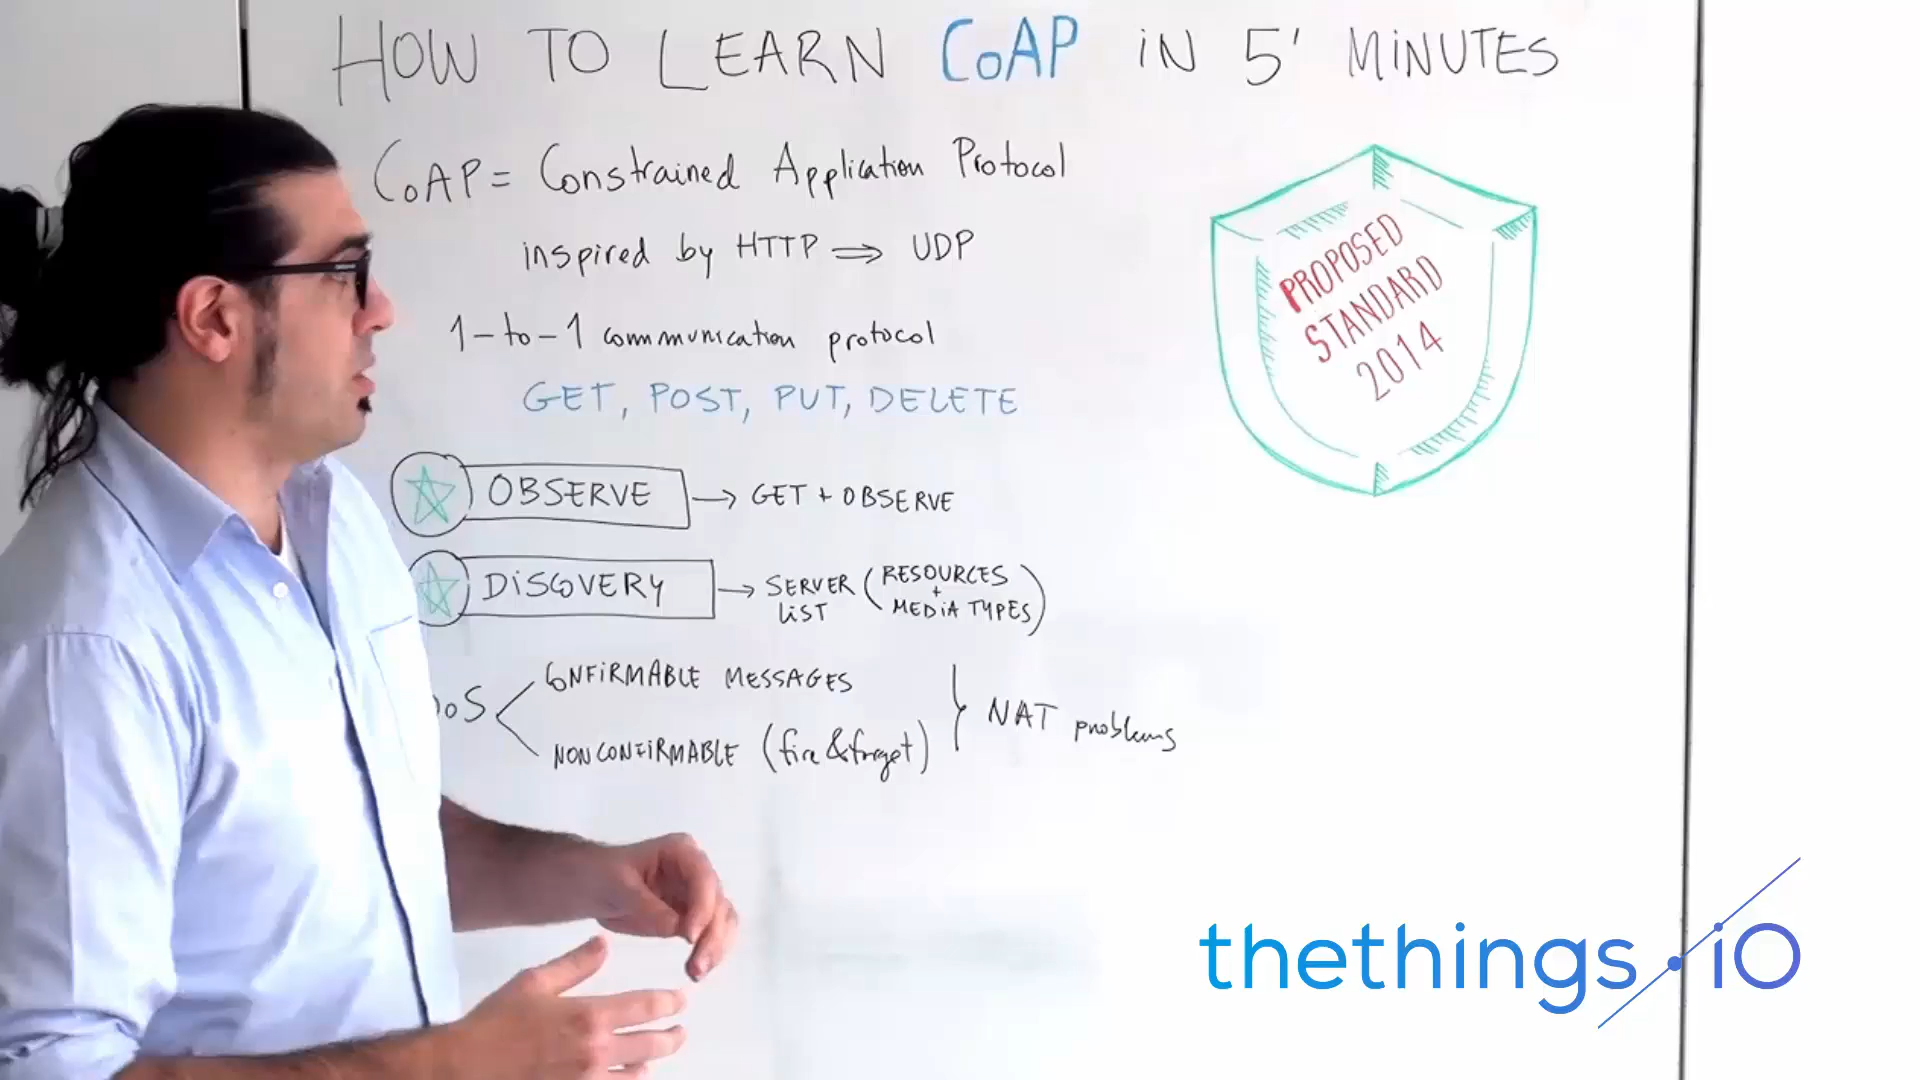 HOW TO LEARN CoAP IN 5' MINUTES
CoAP = Constrained Application Protocol
inspired by HTTP ⇒ UDP
1-to-1 communication protocol
GET, POST, PUT, DELETE
OBSERVE → GET + OBSERVE
DISCOVERY → SERVER LIST (RESOURCES + MEDIA TYPES)
CONFIRMABLE MESSAGES
oS
NAT problems
NON CONFIRMABLE (fire & forget)
PROPOSED
STANDARD
2014
thethings.iO